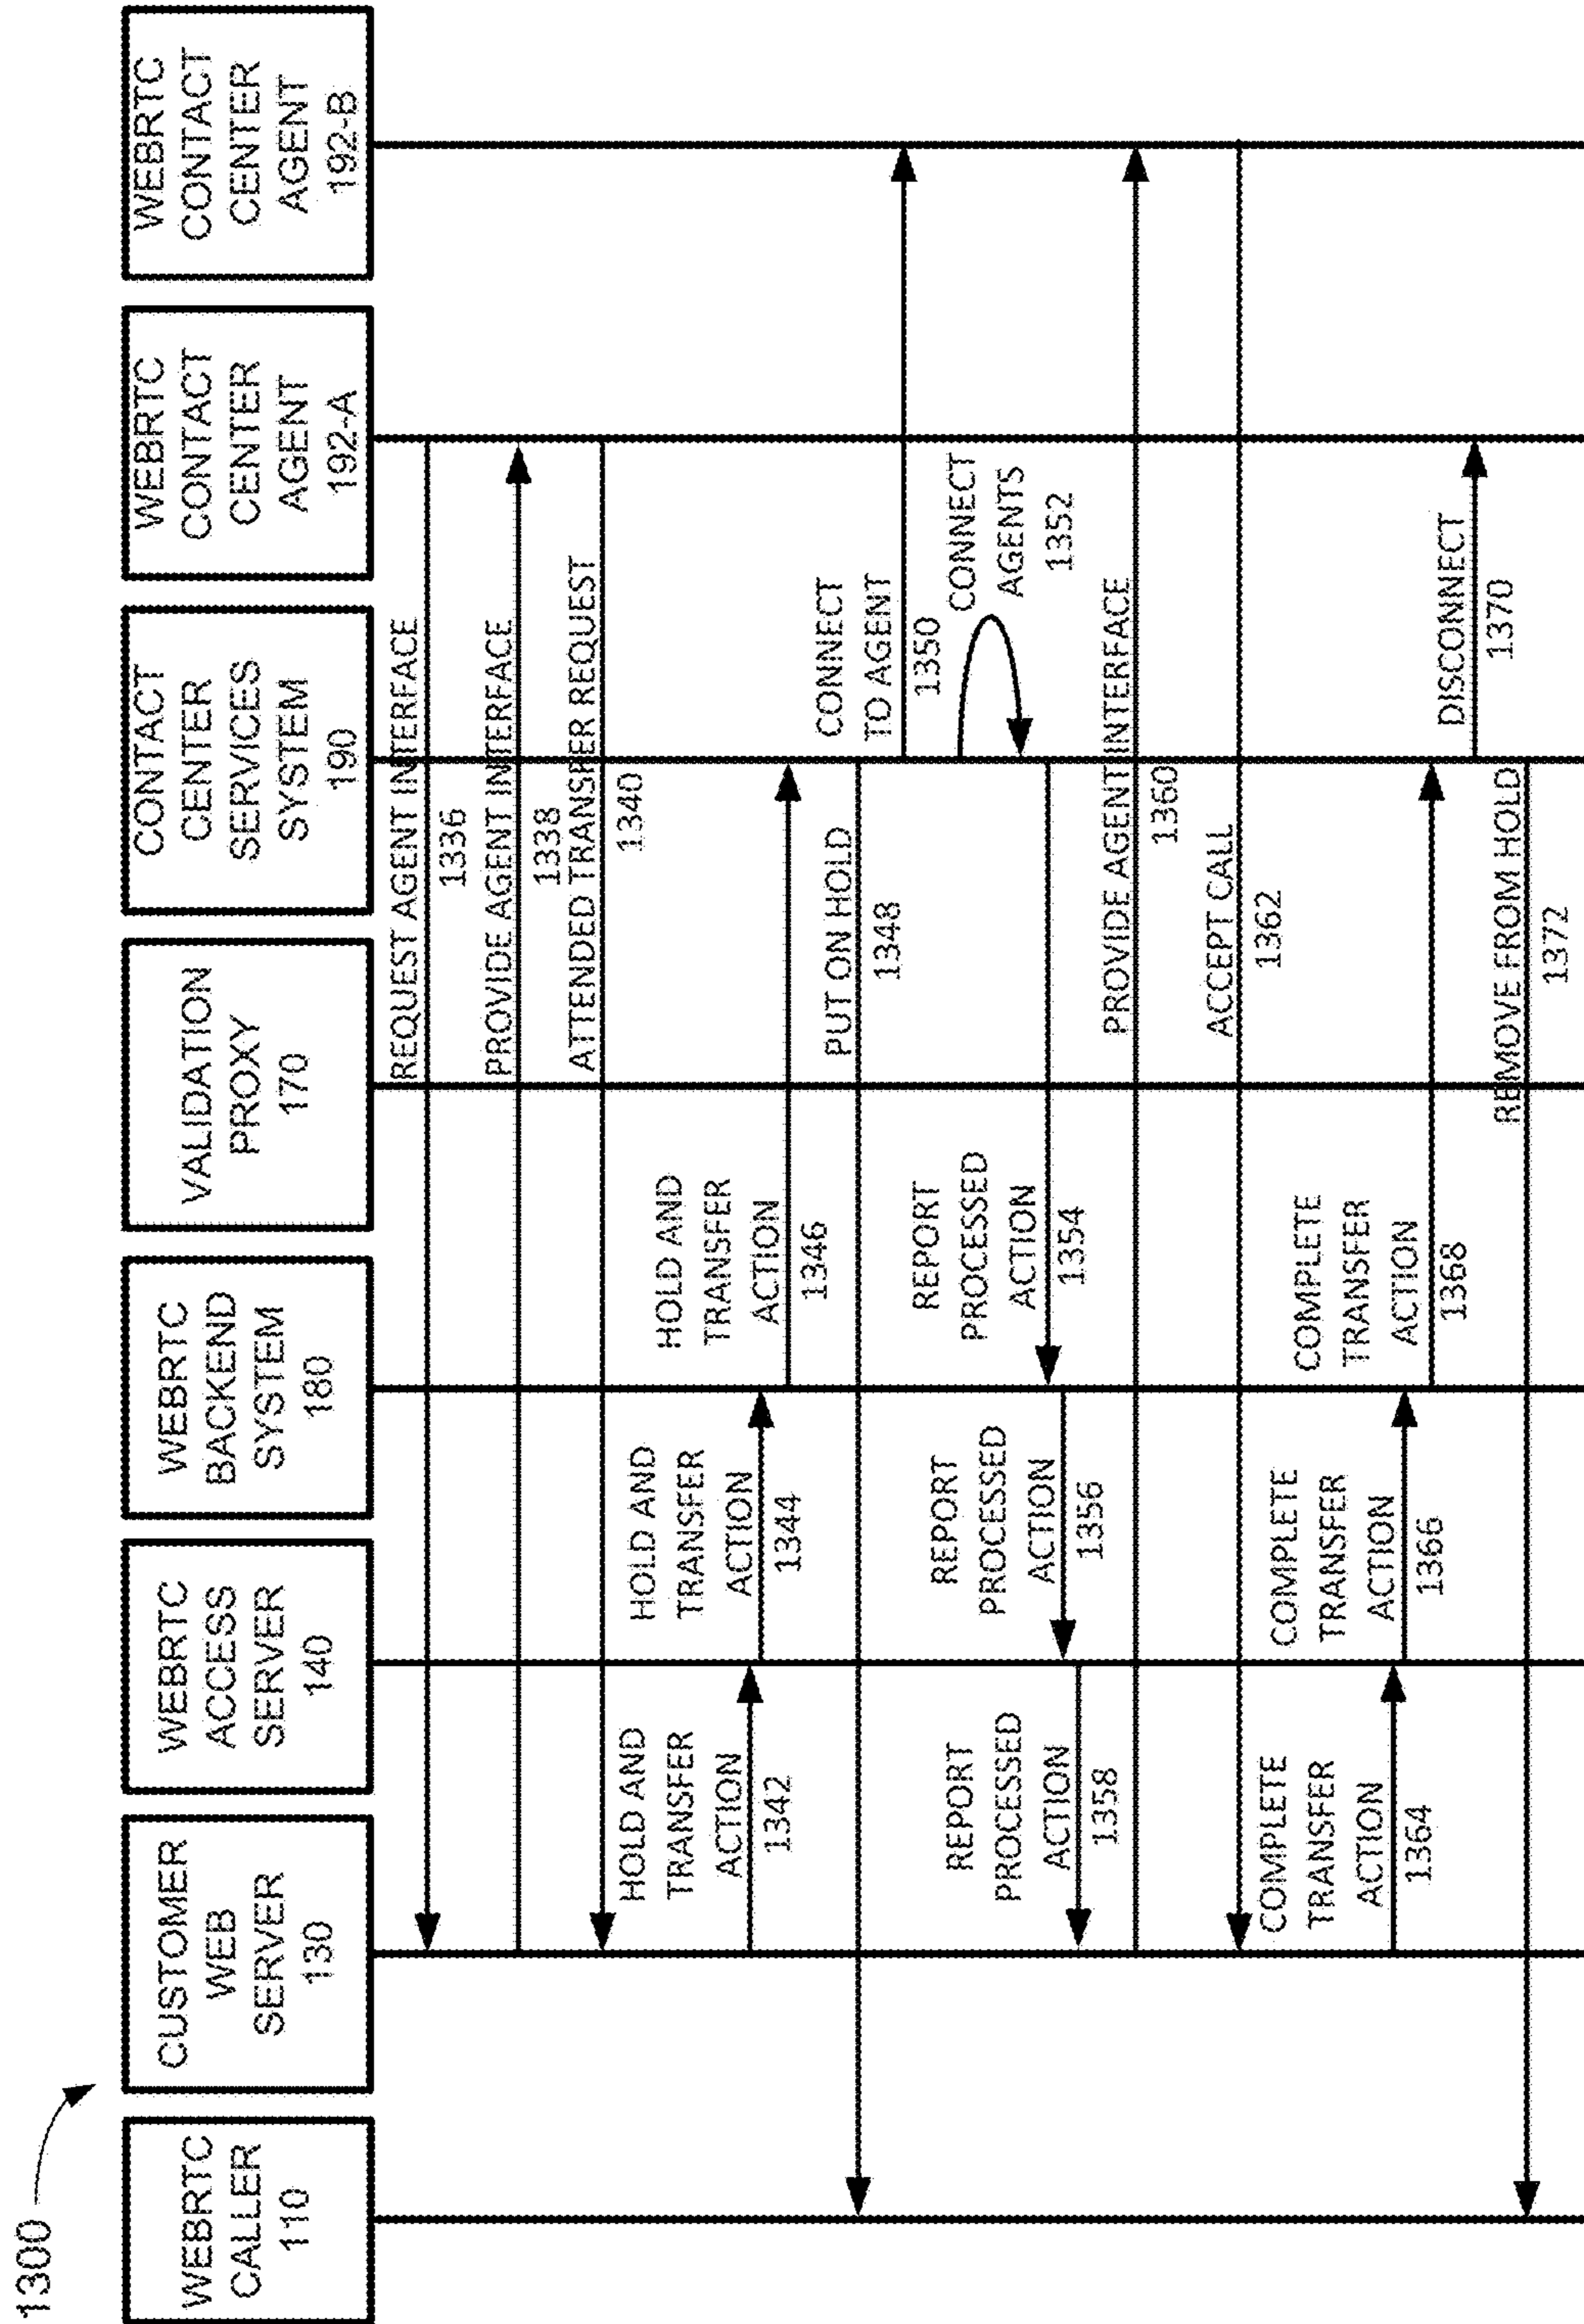 1300
WEBRTC
CALLER
110
CUSTOMER
WEB
SERVER
130
WEBRTC
ACCESS
SERVER
140
WEBRTC
BACKEND
SYSTEM
180
VALIDATION
PROXY
170
CONTACT
CENTER
SERVICES
SYSTEM
190
WEBRTC
CONTACT
CENTER
AGENT
192-A
WEBRTC
CONTACT
CENTER
AGENT
192-B
REQUEST AGENT INTERFACE
1336
PROVIDE AGENT INTERFACE
1338
ATTENDED TRANSFER REQUEST
1340
HOLD AND
TRANSFER
ACTION
1342
HOLD AND
TRANSFER
ACTION
1344
HOLD AND
TRANSFER
ACTION
1346
PUT ON HOLD
1348
CONNECT
TO AGENT
1350
CONNECT
AGENTS
1352
REPORT
PROCESSED
ACTION
1354
REPORT
PROCESSED
ACTION
1356
REPORT
PROCESSED
ACTION
1358
PROVIDE AGENT INTERFACE
1360
ACCEPT CALL
1362
COMPLETE
TRANSFER
ACTION
1364
COMPLETE
TRANSFER
ACTION
1366
COMPLETE
TRANSFER
ACTION
1368
DISCONNECT
1370
REMOVE FROM HOLD
1372